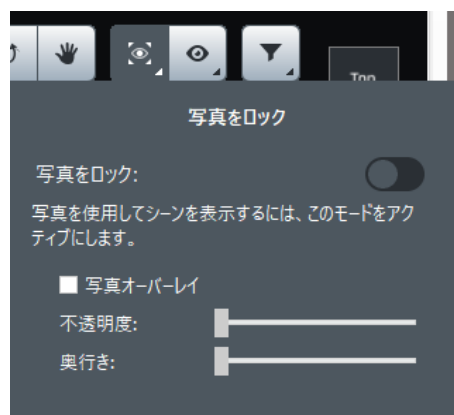 Top
写真をロック
写真をロック:
写真を使用してシーンを表示するには、このモードをアク
ティブにします。
写真オーバーレイ
不透明度:
奥行き: